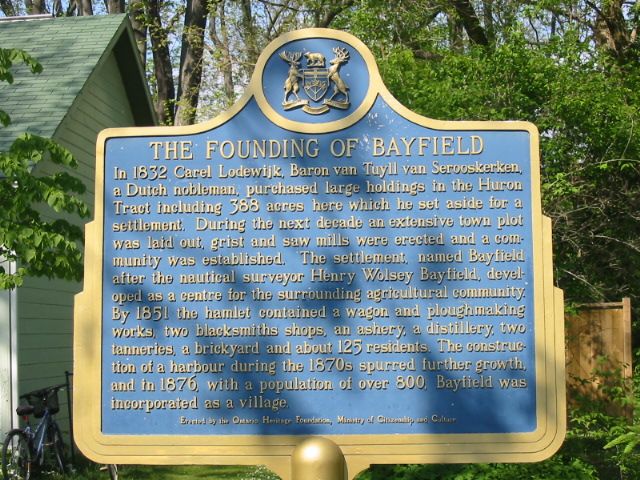 THE FOUNDING OF BAYFIELD
In 1832, Carel Lodewijk, Baron van Tuyll van Serooskerken,
a Dutch nobleman, purchased large holdings in the Huron
Tract including 388 acres here which he set aside for a
settlement. During the next decade an extensive town plot
was laid out, grist and saw mills were erected and a com-
munity was established. The settlement, named Bayfield
after the nautical surveyor Henry Wolsey Bayfield, devel-
oped as a centre for the surrounding agricultural community.
By 1851 the hamlet contained a wagon and ploughmaking
works, two blacksmiths shops, an ashery, a distillery, two
tanneries, a brickyard and about 125 residents. The construc-
tion of a harbour during the 1870s spurred further growth,
and in 1876, with a population of over 800, Bayfield was
incorporated as a village.
Erected by the Ontario Heritage Foundation, Ministry of Citizenship and Culture